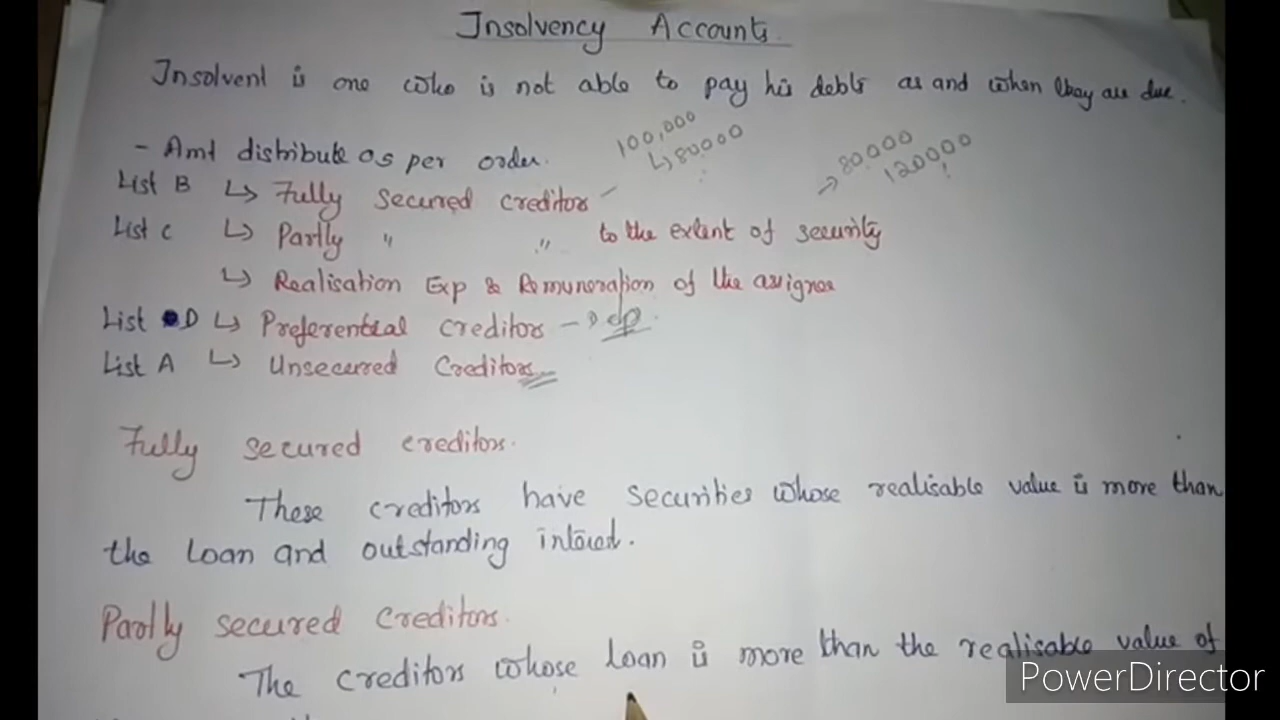 Insolvency Accounts
Insolvent is one who is not able to pay his debts as and when they are due.
- Amt distribute as per order.
100,000
↳ 80000
→ 80,000
120000
List B ↳ Fully secured creditors -
List C ↳ Partly " " to the extent of security
↳ Realisation Exp & Remuneration of the assignee
List D ↳ Preferential creditors →
List A ↳ Unsecured Creditors
Fully secured creditors.
These creditors have securities whose realisable value is more than
the loan and outstanding interest.
Partly secured creditors.
The creditors whose loan is more than the realisable value of
PowerDirector